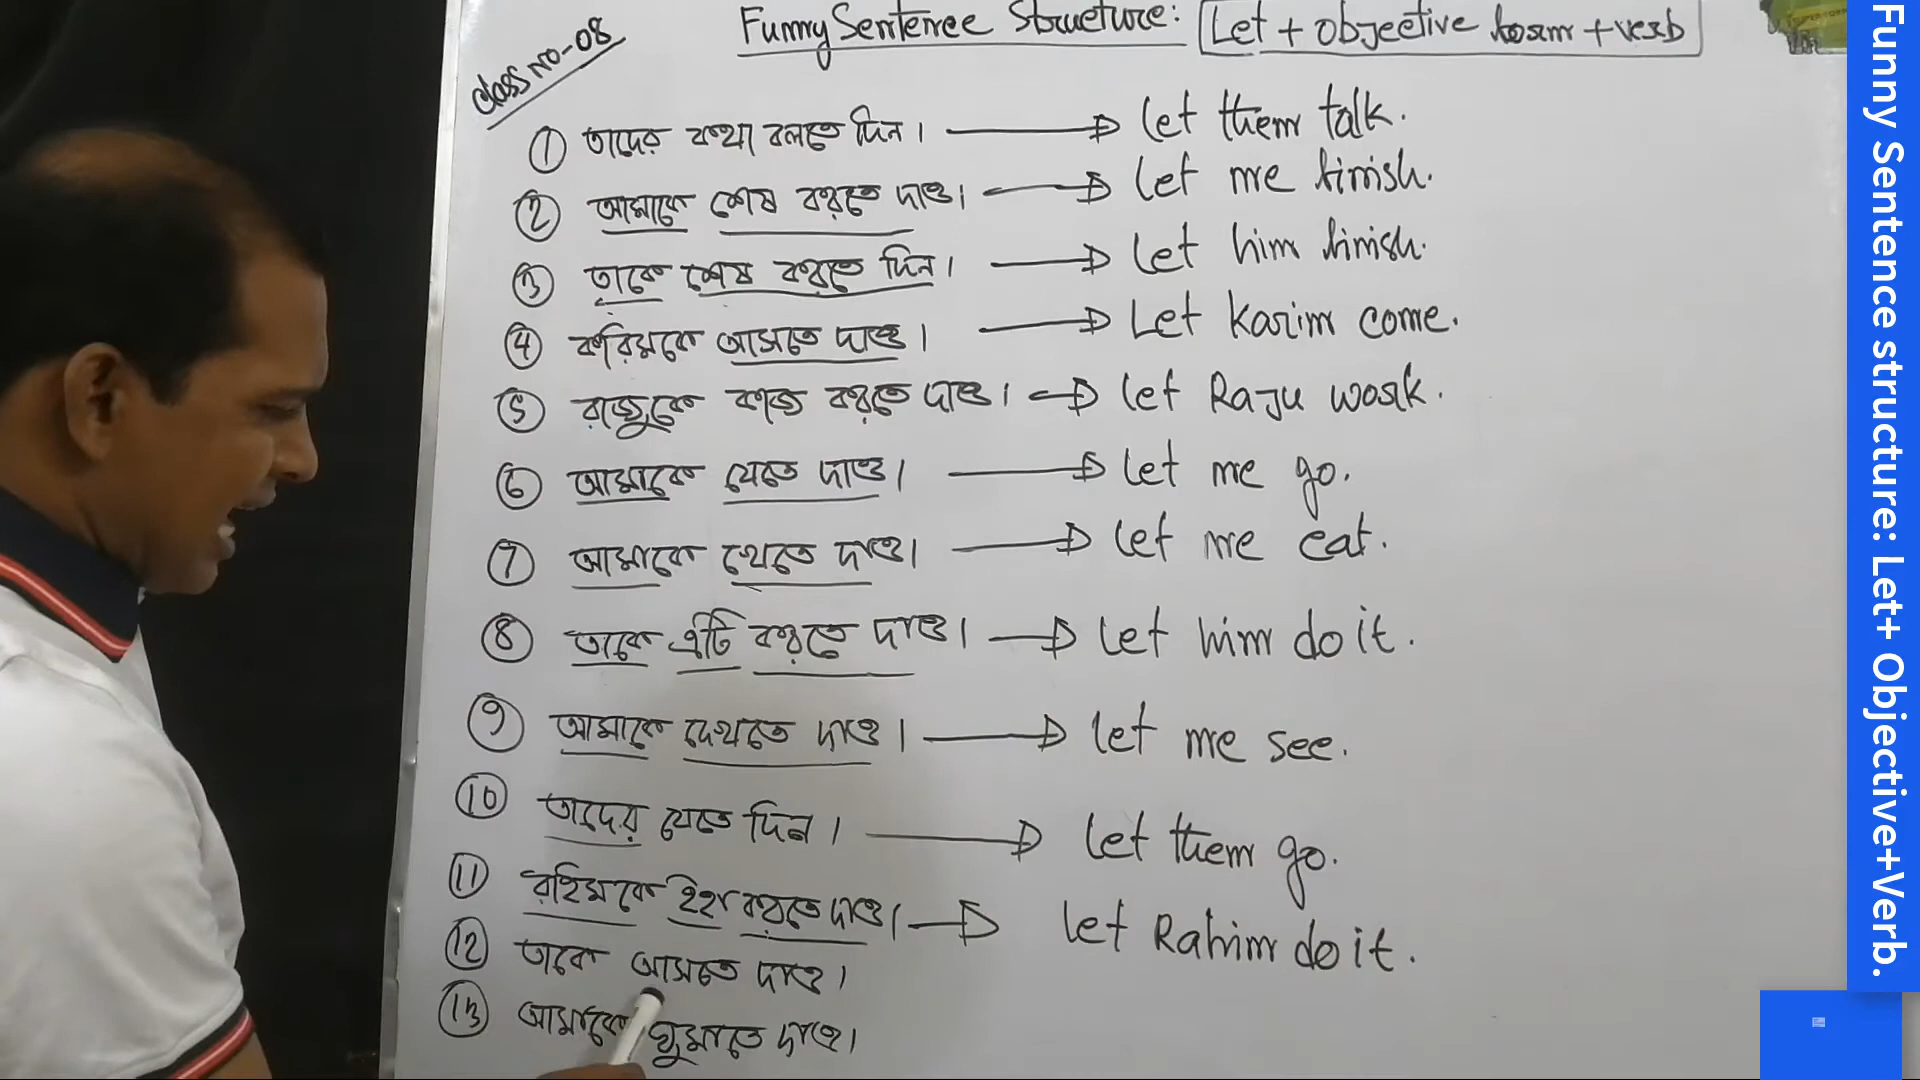 Class No-08
Funny Sentence Structure: Let + objective form + verb
① তাদের কথা বলতে দিন। → Let them talk.
② আমাকে শেষ করতে দাও। → Let me finish.
③ তাকে শেষ করতে দিন। → Let him finish.
④ করিমকে আসতে দাও। → Let Karim come.
⑤ রাজুকে কাজ করতে দাও। → Let Raju work.
⑥ আমাকে যেতে দাও। → Let me go.
⑦ আমাকে খেতে দাও। → Let me eat.
⑧ তাকে এটি করতে দাও। → Let him do it.
⑨ আমাকে দেখতে দাও। → Let me see.
⑩ তাদের যেতে দিন। → Let them go.
⑪ রহিমকে ইহা করতে দাও। → Let Rahim do it.
⑫ তাকে আসতে দাও।
⑬ আমাকে ঘুমাতে দাও।
Funny Sentence structure: Let+ Objective+Verb.